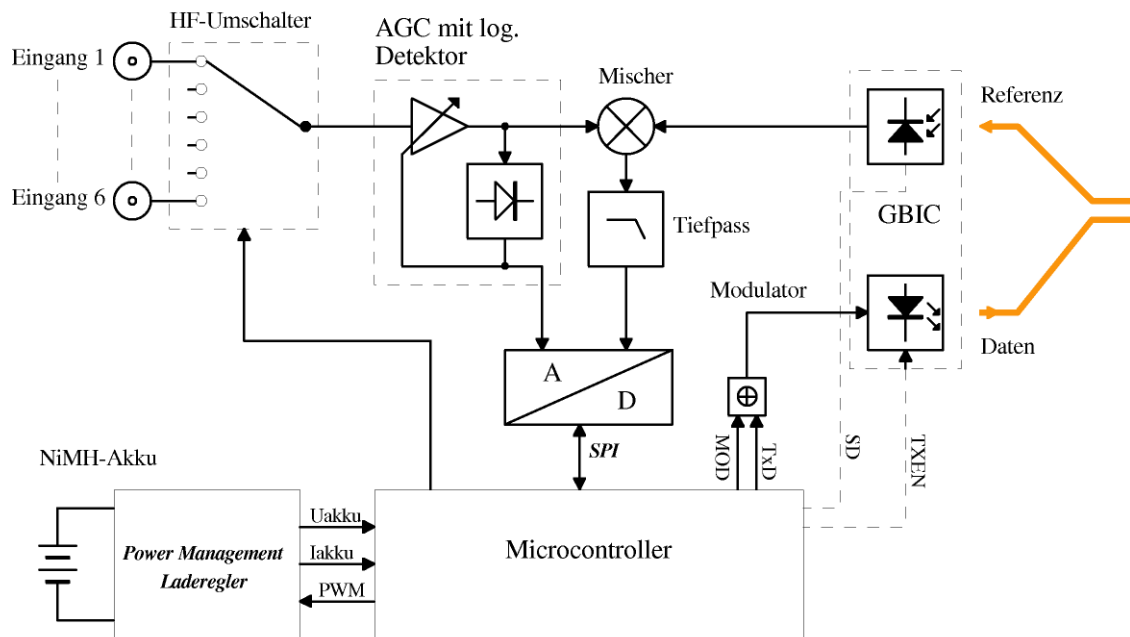 HF-Umschalter
AGC mit log.
Detektor
Eingang 1
Eingang 6
Mischer
Referenz
Tiefpass
GBIC
Modulator
Daten
A
D
SPI
MOD
TxD
SD
TXEN
NiMH-Akku
Power Management
Laderegler
Uakku
Iakku
PWM
Microcontroller